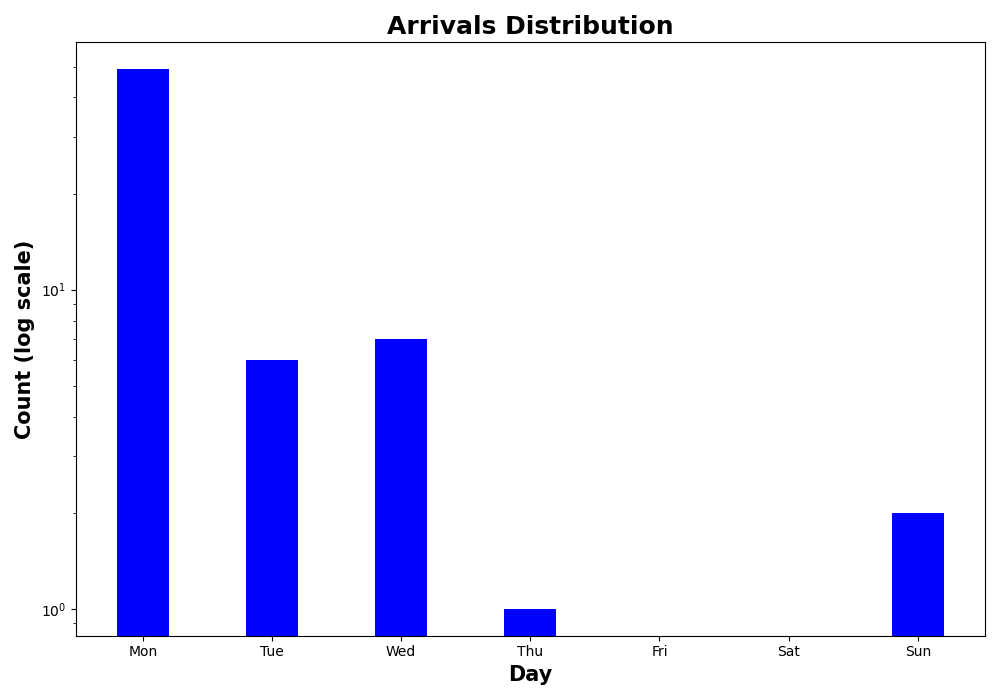 Arrivals Distribution
Count (log scale)
10¹
10⁰
Mon Tue Wed Thu Fri Sat Sun
Day